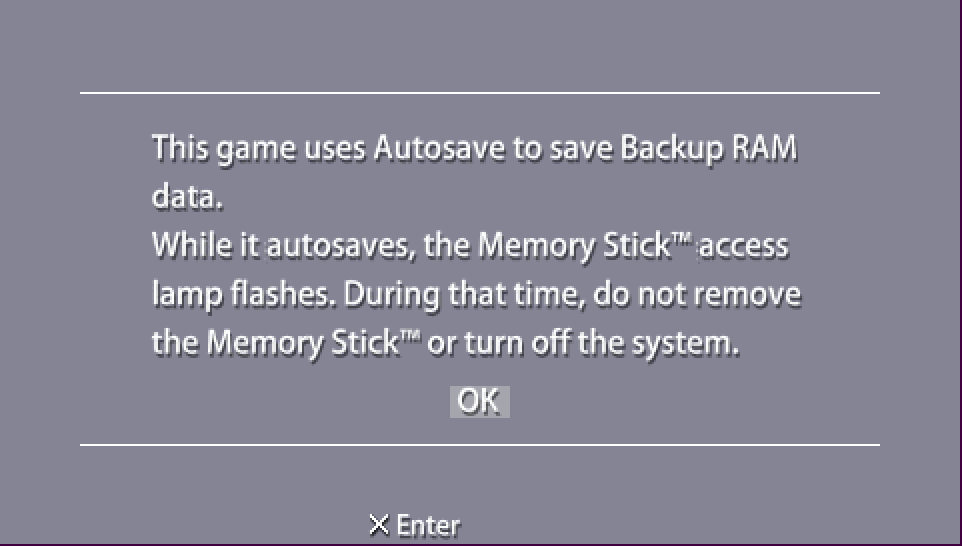 This game uses Autosave to save Backup RAM
data.
While it autosaves, the Memory Stick™ access
lamp flashes. During that time, do not remove
the Memory Stick™ or turn off the system.
OK
✕ Enter